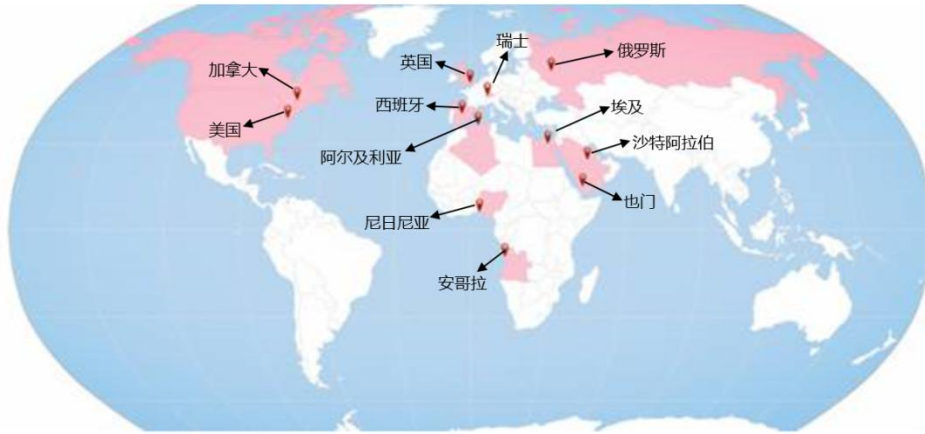 瑞士
俄罗斯
英国
加拿大
西班牙
埃及
美国
沙特阿拉伯
阿尔及利亚
也门
尼日尼亚
安哥拉